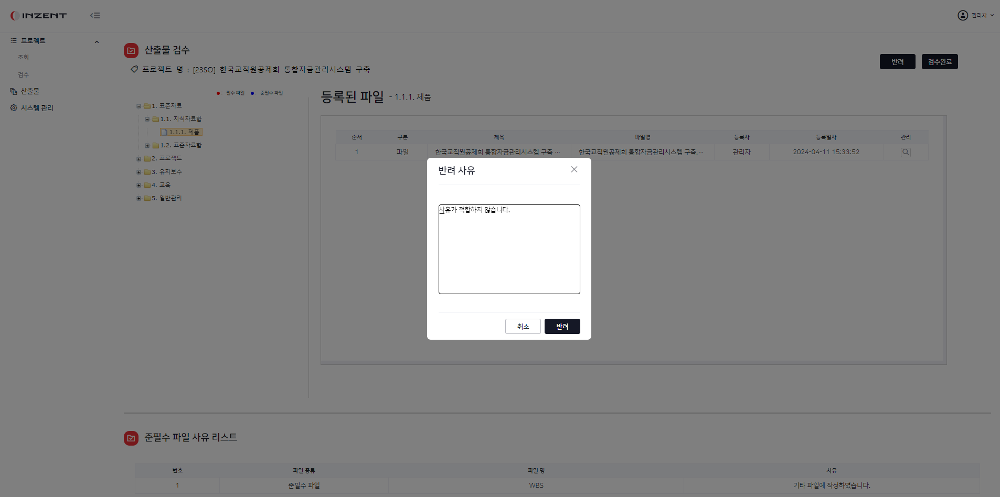 INZENT
관리자
프로젝트
조회
검수
산출물
시스템 관리
산출물 검수
프로젝트 명 : [23SO] 한국교직원공제회 통합자금관리시스템 구축
반려
검수완료
: 필수 파일 : 준필수 파일
1. 표준자료
1.1. 지식자료함
1.1.1. 제품
1.2. 표준자료함
2. 프로젝트
3. 유지보수
4. 교육
5. 일반관리
등록된 파일 - 1.1.1. 제품
순서 구분 제목 파일명 등록자 등록일자 관리
1 파일 한국교직원공제회 통합자금관리시스템 구축 ... 한국교직원공제회 통합자금관리시스템 구축.... 관리자 2024-04-11 15:33:52
반려 사유
사유가 적합하지 않습니다.
취소 반려
준필수 파일 사유 리스트
번호 파일 종류 파일 명 사유
1 준필수 파일 WBS 기타 파일에 작성하였습니다.